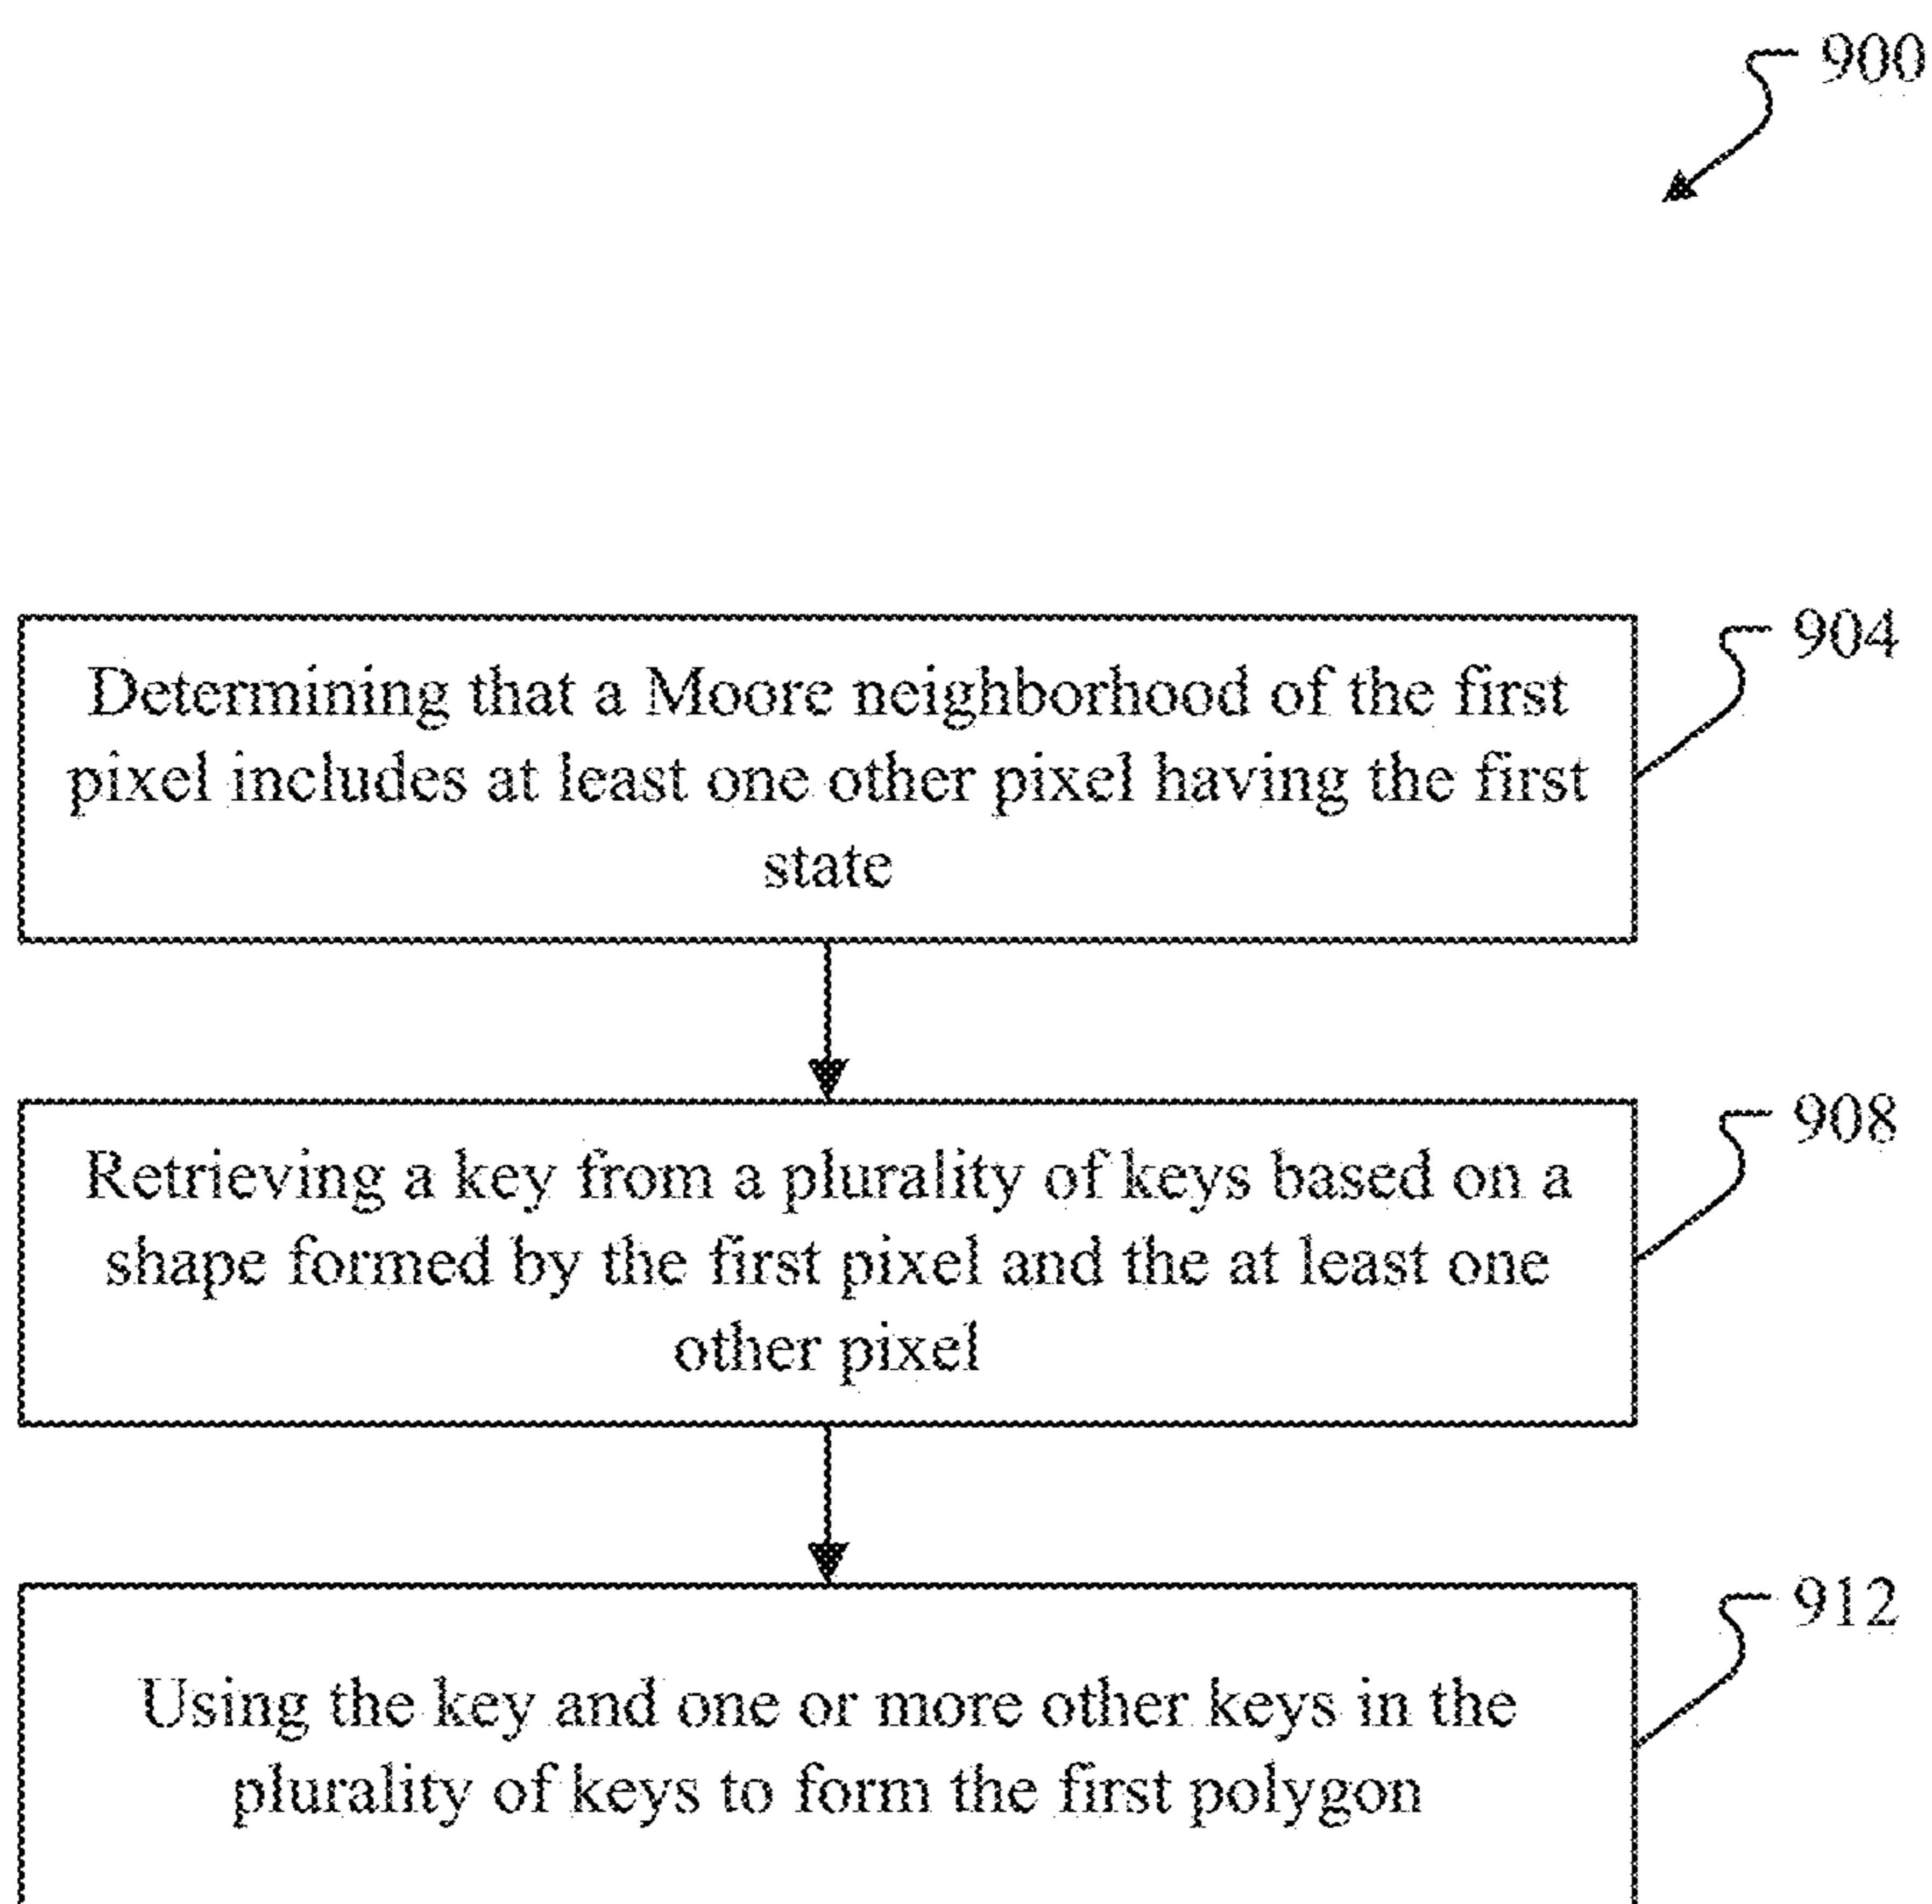 900
904
Determining that a Moore neighborhood of the first
pixel includes at least one other pixel having the first
state
908
Retrieving a key from a plurality of keys based on a
shape formed by the first pixel and the at least one
other pixel
912
Using the key and one or more other keys in the
plurality of keys to form the first polygon